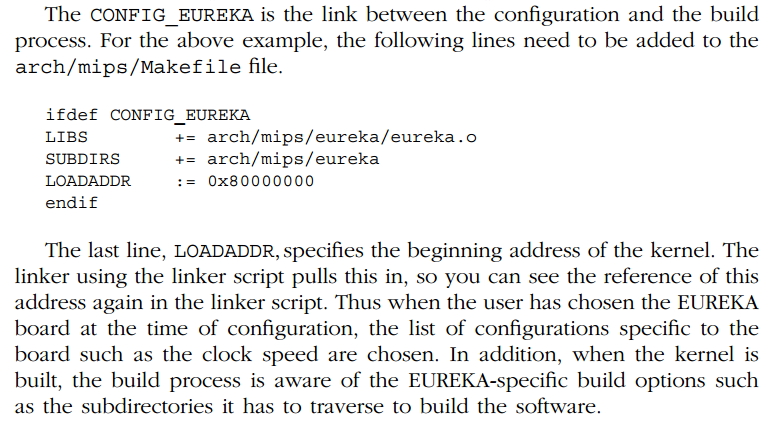 The CONFIG_EUREKA is the link between the configuration and the build
process. For the above example, the following lines need to be added to the
arch/mips/Makefile file.
ifdef CONFIG_EUREKA
LIBS += arch/mips/eureka/eureka.o
SUBDIRS += arch/mips/eureka
LOADADDR := 0x80000000
endif
The last line, LOADADDR, specifies the beginning address of the kernel. The
linker using the linker script pulls this in, so you can see the reference of this
address again in the linker script. Thus when the user has chosen the EUREKA
board at the time of configuration, the list of configurations specific to the
board such as the clock speed are chosen. In addition, when the kernel is
built, the build process is aware of the EUREKA-specific build options such
as the subdirectories it has to traverse to build the software.